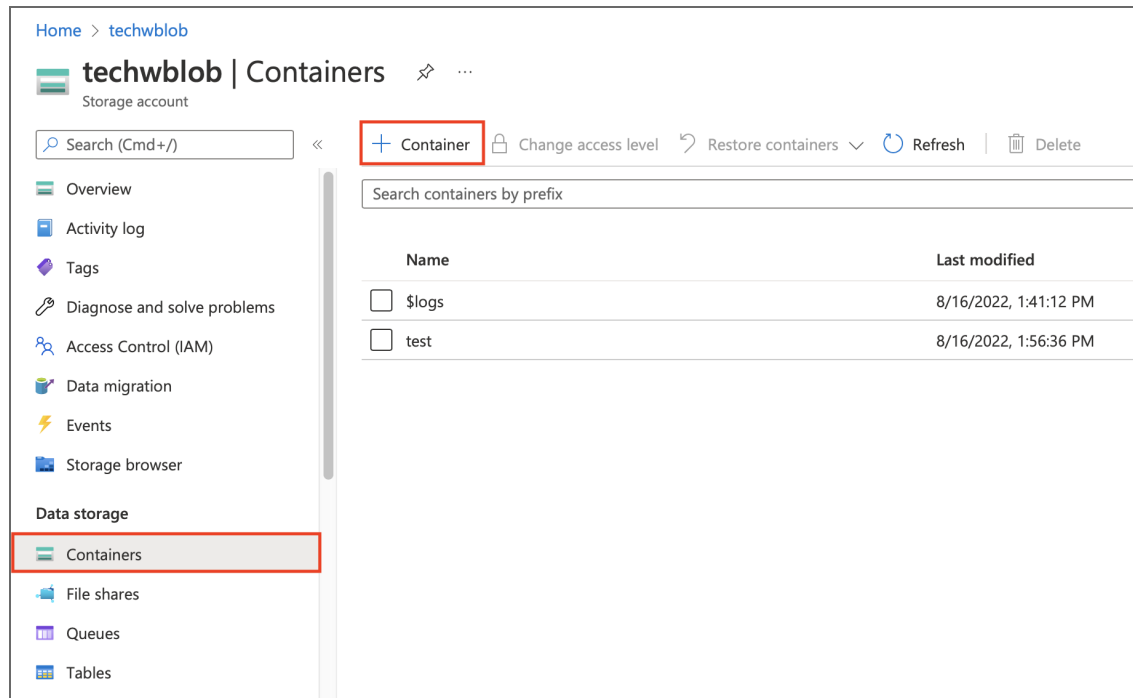 Home > techwblob
techwblob | Containers
Storage account
Search (Cmd+/)
«
Overview
Activity log
Tags
Diagnose and solve problems
Access Control (IAM)
Data migration
Events
Storage browser
Data storage
Containers
File shares
Queues
Tables
+ Container Change access level Restore containers Refresh | Delete
Search containers by prefix
Name Last modified
$logs 8/16/2022, 1:41:12 PM
test 8/16/2022, 1:56:36 PM